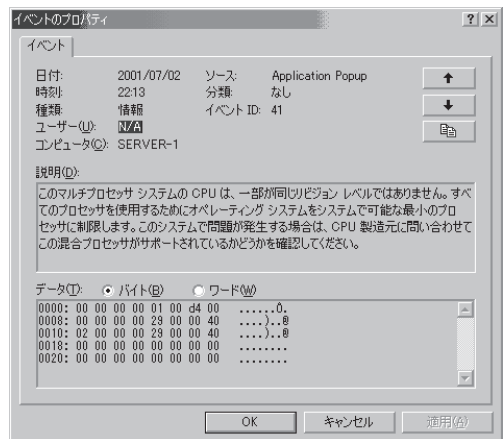 イベントのプロパティ
イベント
日付: 2001/07/02 ソース: Application Popup
時刻: 22:13 分類: なし
種類: 情報 イベント ID: 41
ユーザー(U): N/A
コンピュータ(C): SERVER-1
説明(D):
このマルチプロセッサ システムの CPU は、一部が同じリビジョン レベルではありません。すべ
てのプロセッサを使用するためにオペレーティング システムをシステムで可能な最小のプロ
セッサに制限します。このシステムで問題が発生する場合は、CPU 製造元に問い合わせて
この混合プロセッサがサポートされているかどうかを確認してください。
データ(T): バイト(B) ワード(W)
0000: 00 00 00 00 01 00 d4 00 ......Ô.
0008: 00 00 00 00 29 00 00 40 ....)..@
0010: 02 00 00 00 29 00 00 40 ....)..@
0018: 00 00 00 00 00 00 00 00 ........
0020: 00 00 00 00 00 00 00 00 ........
OK キャンセル 適用(A)